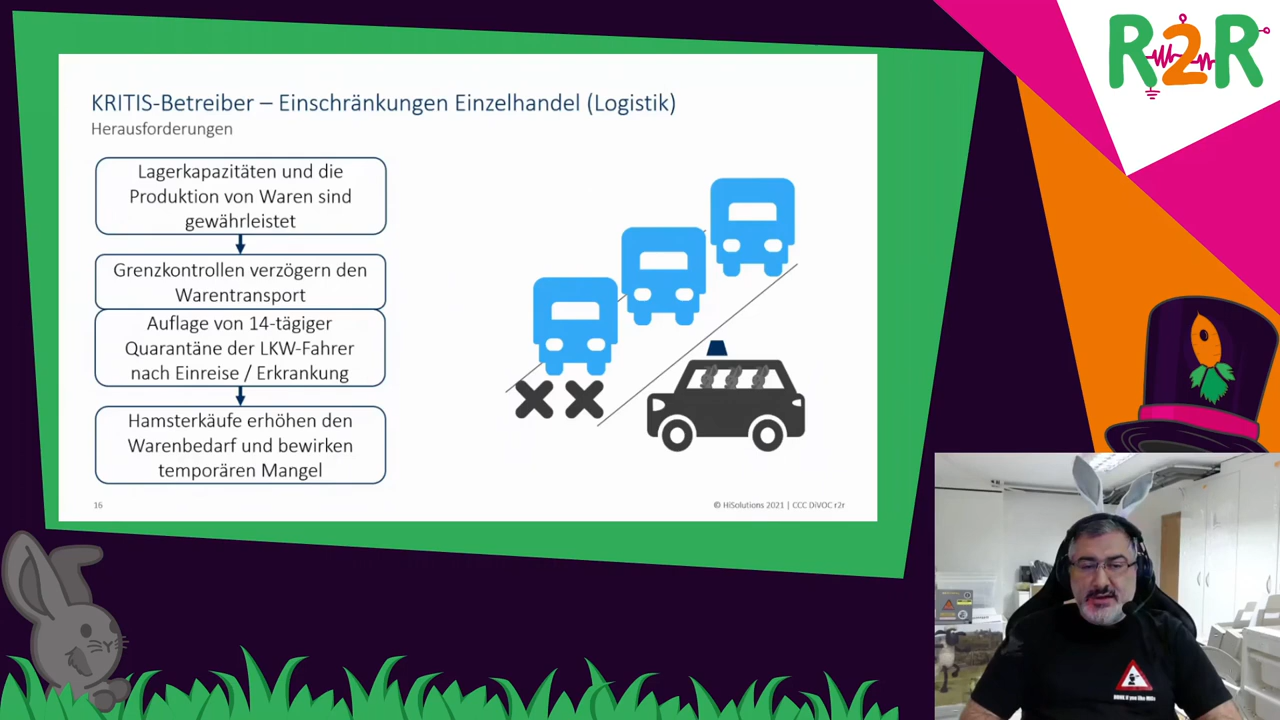 R2R
KRITIS-Betreiber – Einschränkungen Einzelhandel (Logistik)
Herausforderungen
Lagerkapazitäten und die
Produktion von Waren sind
gewährleistet
Grenzkontrollen verzögern den
Warentransport
Auflage von 14-tägiger
Quarantäne der LKW-Fahrer
nach Einreise / Erkrankung
Hamsterkäufe erhöhen den
Warenbedarf und bewirken
temporären Mangel
16
© HiSolutions 2021 | CCC DiVOC r2r